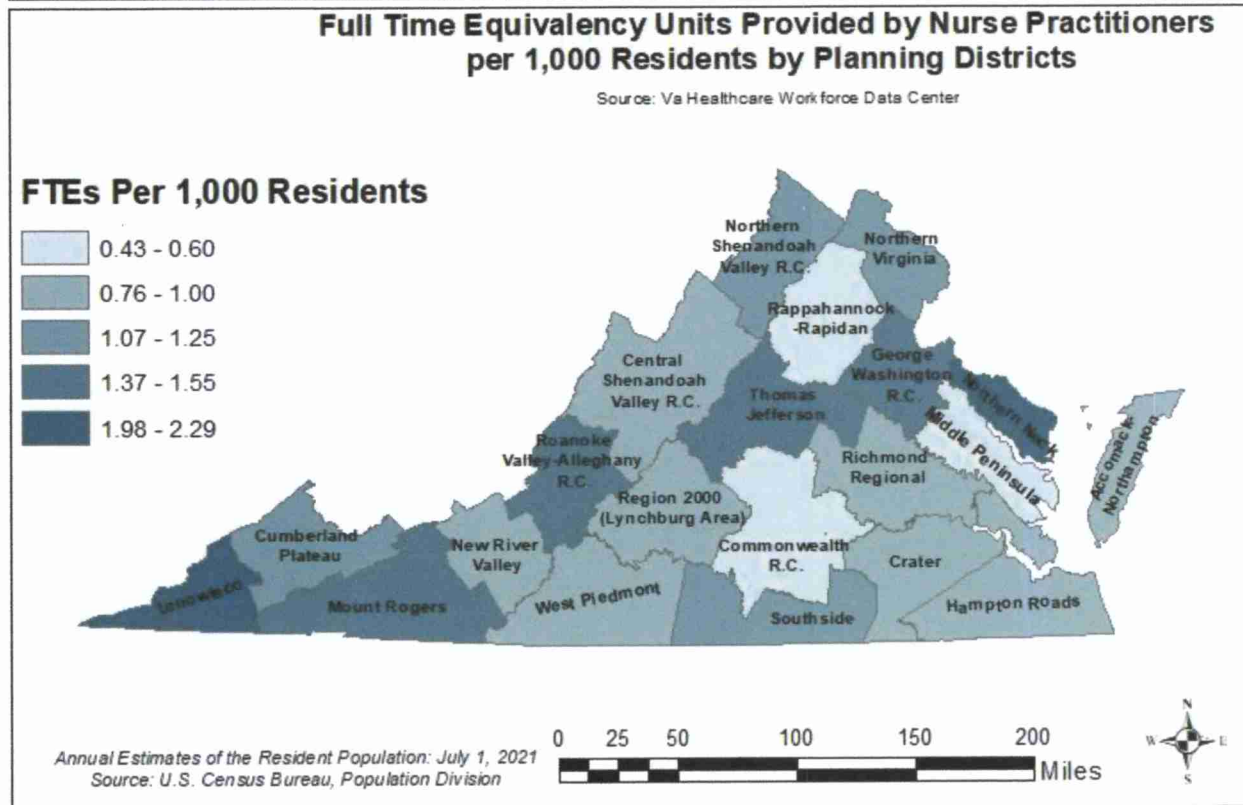 Full Time Equivalency Units Provided by Nurse Practitioners
per 1,000 Residents by Planning Districts
Source: Va Healthcare Workforce Data Center
FTEs Per 1,000 Residents
0.43 - 0.60
0.76 - 1.00
1.07 - 1.25
1.37 - 1.55
1.98 - 2.29
Northern
Shenandoah
Valley R.C.
Northern
Virginia
Rappahannock
-Rapidan
Central
Shenandoah
Valley R.C.
George
Washington
R.C.
Northern Neck
Thomas
Jefferson
Middle Peninsula
Accomack-
Northampton
Roanoke
Valley-Alleghany
R.C.
Richmond
Regional
Region 2000
(Lynchburg Area)
Cumberland
Plateau
New River
Valley
Commonwealth
R.C.
Crater
Lenowisco
Mount Rogers
West Piedmont
Southside
Hampton Roads
Annual Estimates of the Resident Population: July 1, 2021
Source: U.S. Census Bureau, Population Division
0 25 50 100 150 200
Miles
N
W E
S